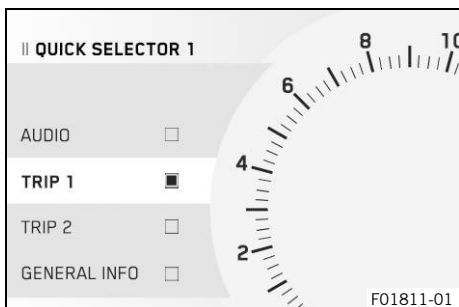 II QUICK SELECTOR 1
AUDIO
TRIP 1
TRIP 2
GENERAL INFO
2
4
6
8
10
F01811-01